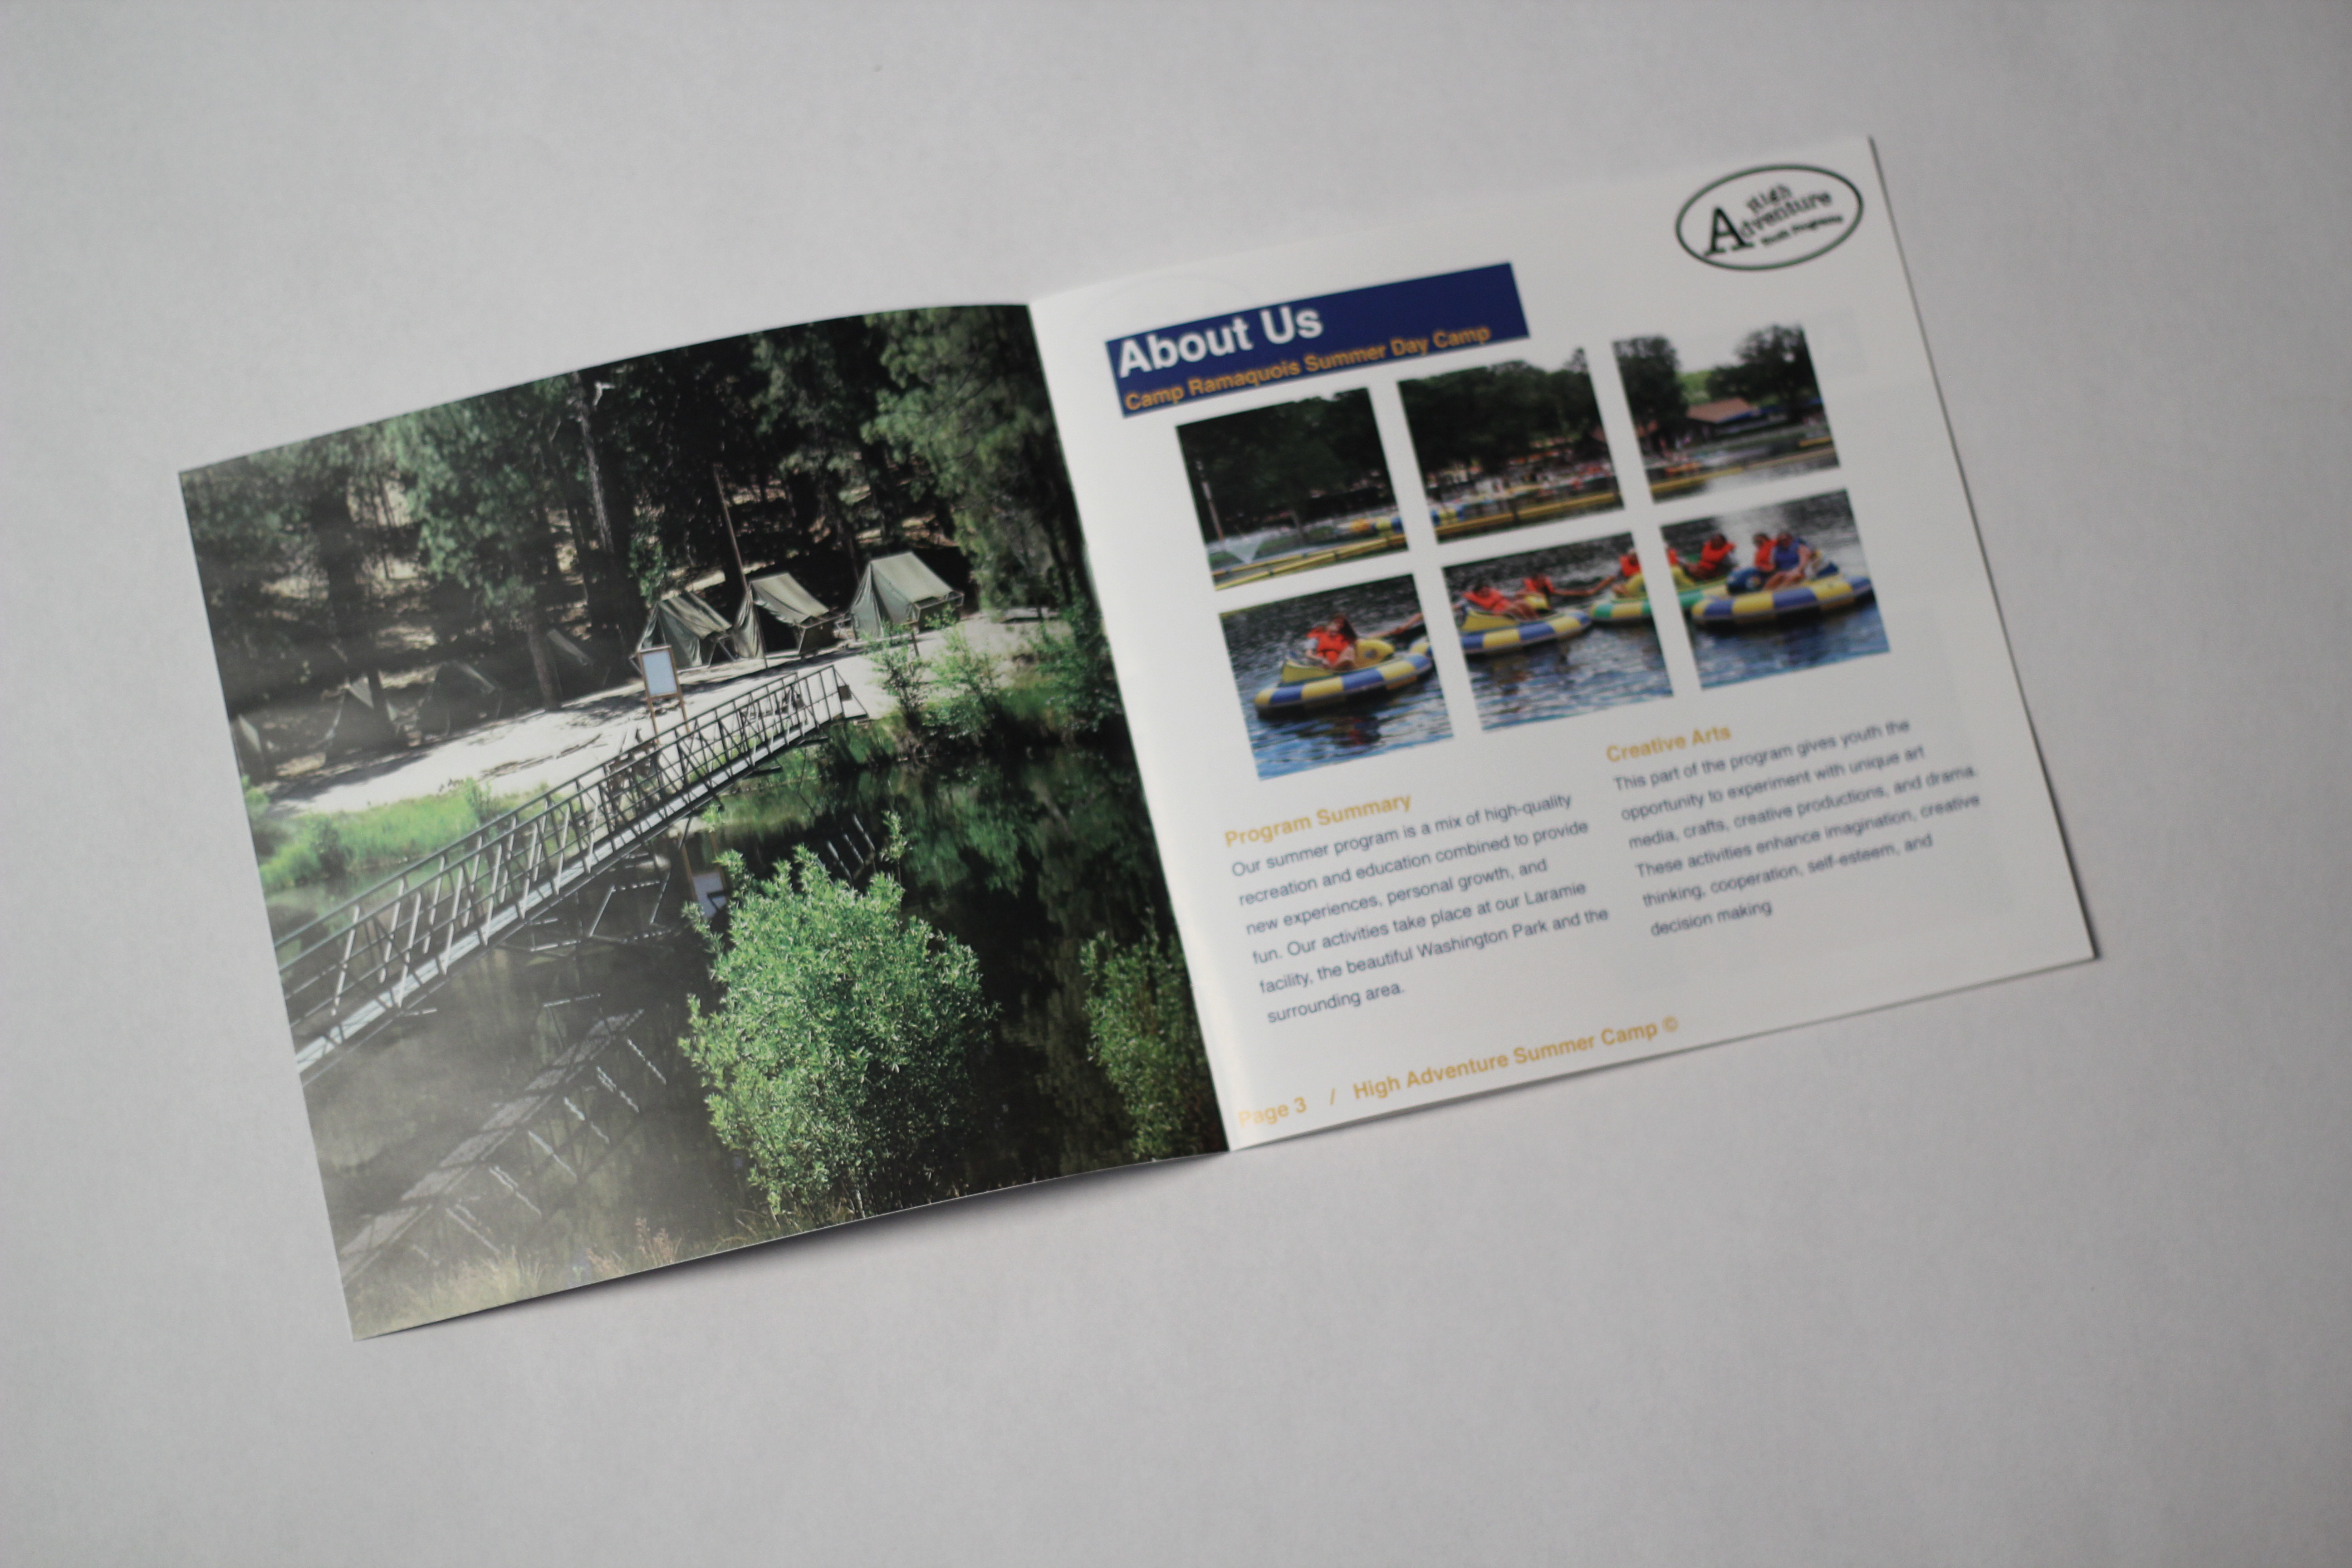 High
Adventure
Youth Programs
About Us
Camp Ramaquois Summer Day Camp
Program Summary
Our summer program is a mix of high-quality
recreation and education combined to provide
new experiences, personal growth, and
fun. Our activities take place at our Laramie
facility, the beautiful Washington Park and the
surrounding area.
Creative Arts
This part of the program gives youth the
opportunity to experiment with unique art
media, crafts, creative productions, and drama.
These activities enhance imagination, creative
thinking, cooperation, self-esteem, and
decision making
Page 3 / High Adventure Summer Camp ©